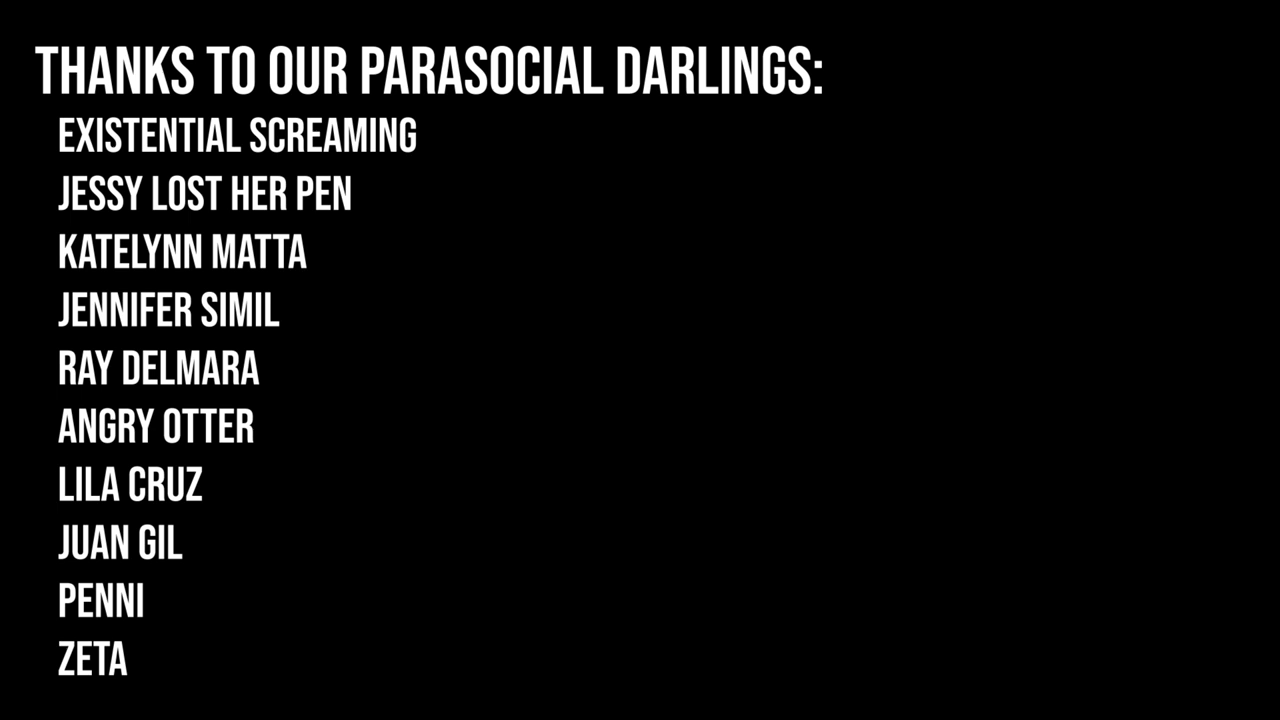 THANKS TO OUR PARASOCIAL DARLINGS:
EXISTENTIAL SCREAMING
JESSY LOST HER PEN
KATELYNN MATTA
JENNIFER SIMIL
RAY DELMARA
ANGRY OTTER
LILA CRUZ
JUAN GIL
PENNI
ZETA